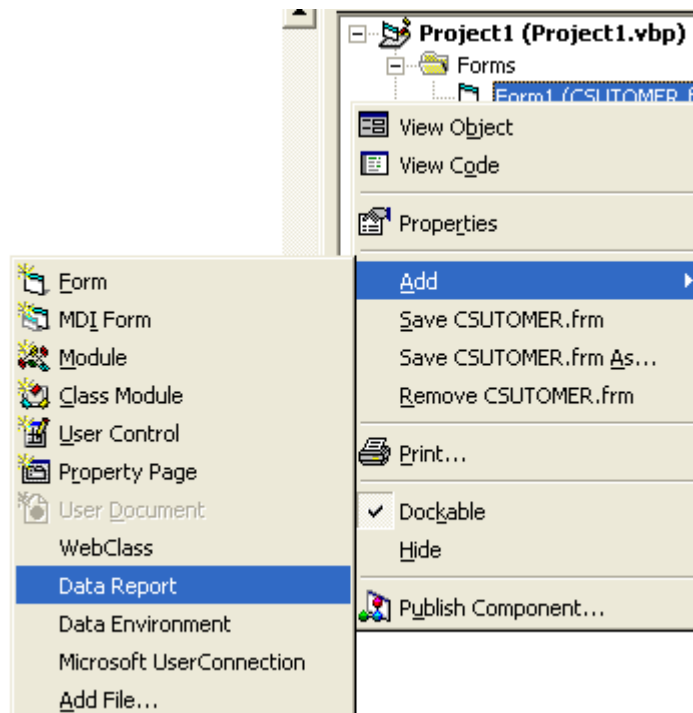 Project1 (Project1.vbp)
Forms
Form1 (CSUTOMER.f
View Object
View Code
Properties
Add
Save CSUTOMER.frm
Save CSUTOMER.frm As...
Remove CSUTOMER.frm
Print...
Dockable
Hide
Publish Component...
Form
MDI Form
Module
Class Module
User Control
Property Page
User Document
WebClass
Data Report
Data Environment
Microsoft UserConnection
Add File...